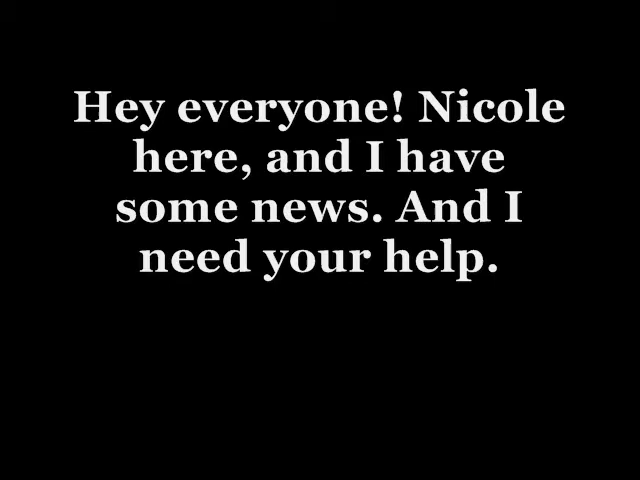 Hey everyone! Nicole
here, and I have
some news. And I
need your help.